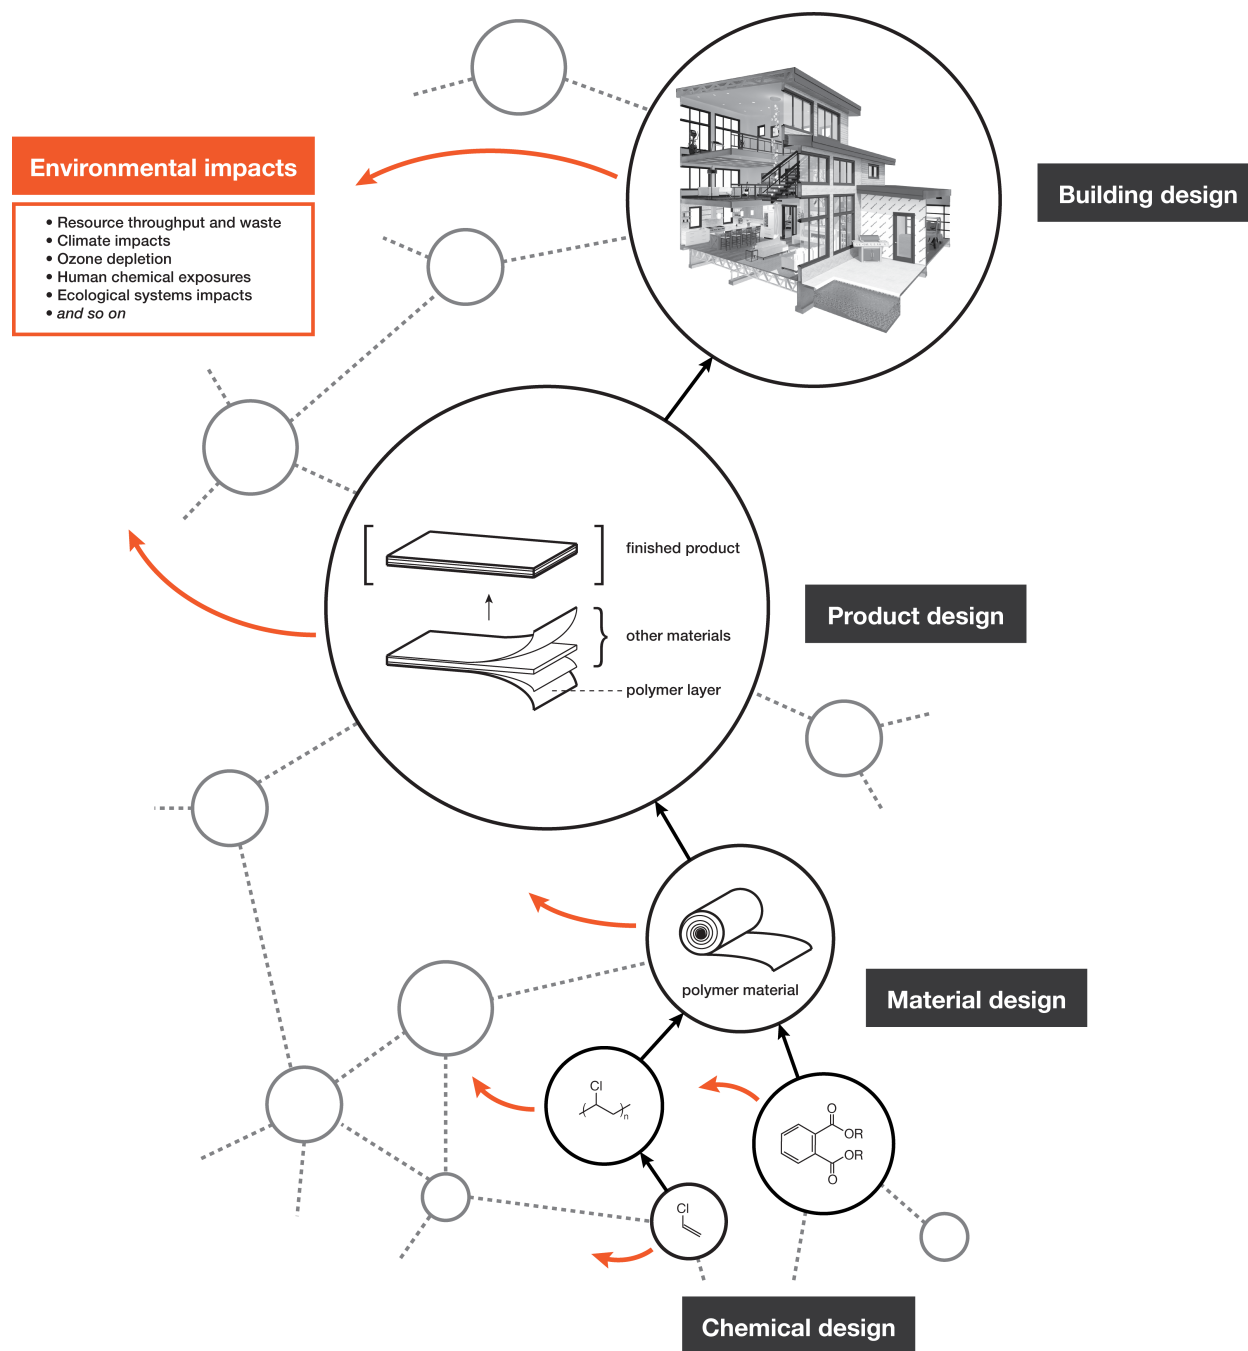 Environmental impacts
• Resource throughput and waste
• Climate impacts
• Ozone depletion
• Human chemical exposures
• Ecological systems impacts
• and so on
Building design
finished product
other materials
polymer layer
Product design
polymer material
Material design
Cl
n
O
OR
OR
O
Cl
Chemical design